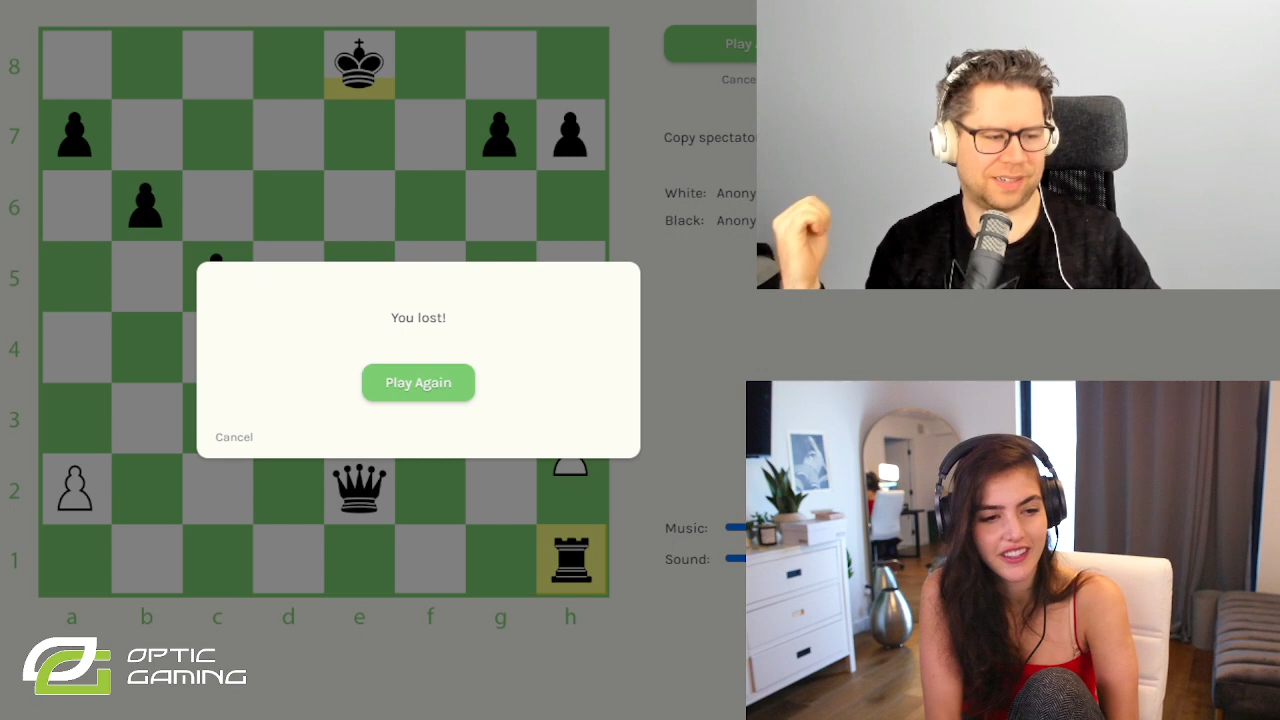 8
7
6
5
4
3
2
1
a b c d e f g h
Play
Cance
Copy spectato
White: Anony
Black: Anony
You lost!
Play Again
Cancel
Music:
Sound:
OPTIC
GAMING